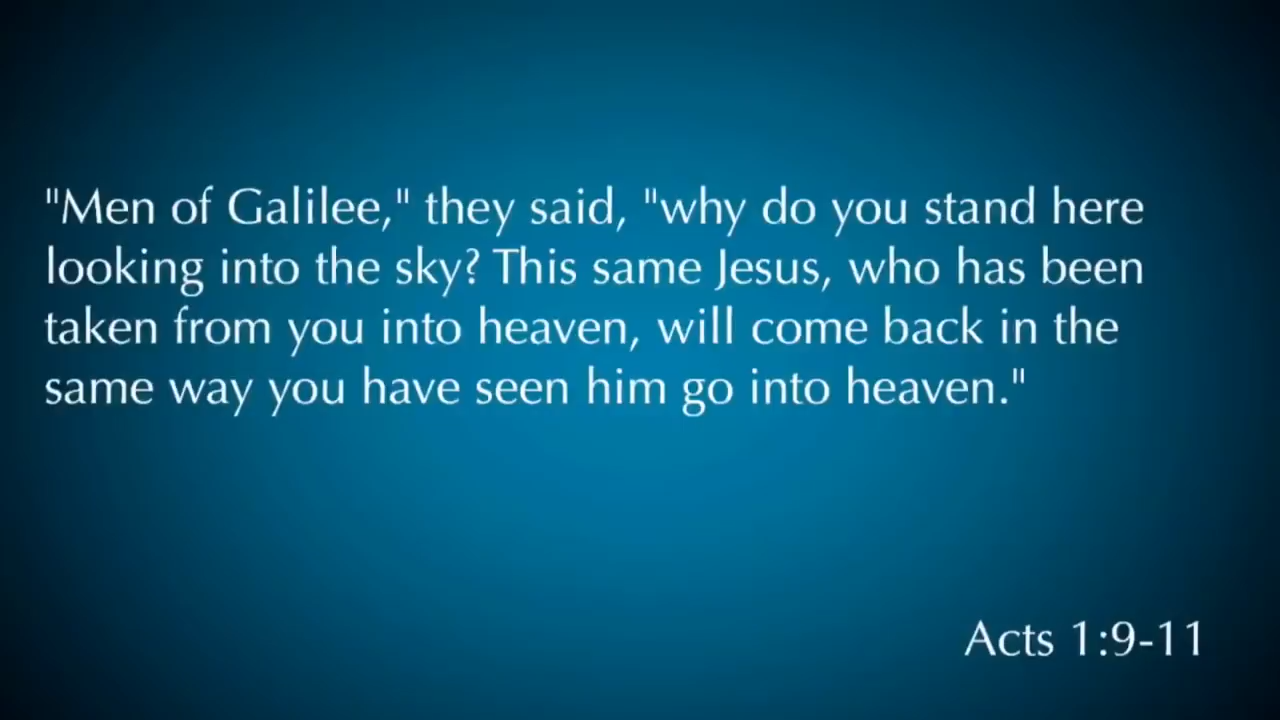 "Men of Galilee," they said, "why do you stand here
looking into the sky? This same Jesus, who has been
taken from you into heaven, will come back in the
same way you have seen him go into heaven."
Acts 1:9-11